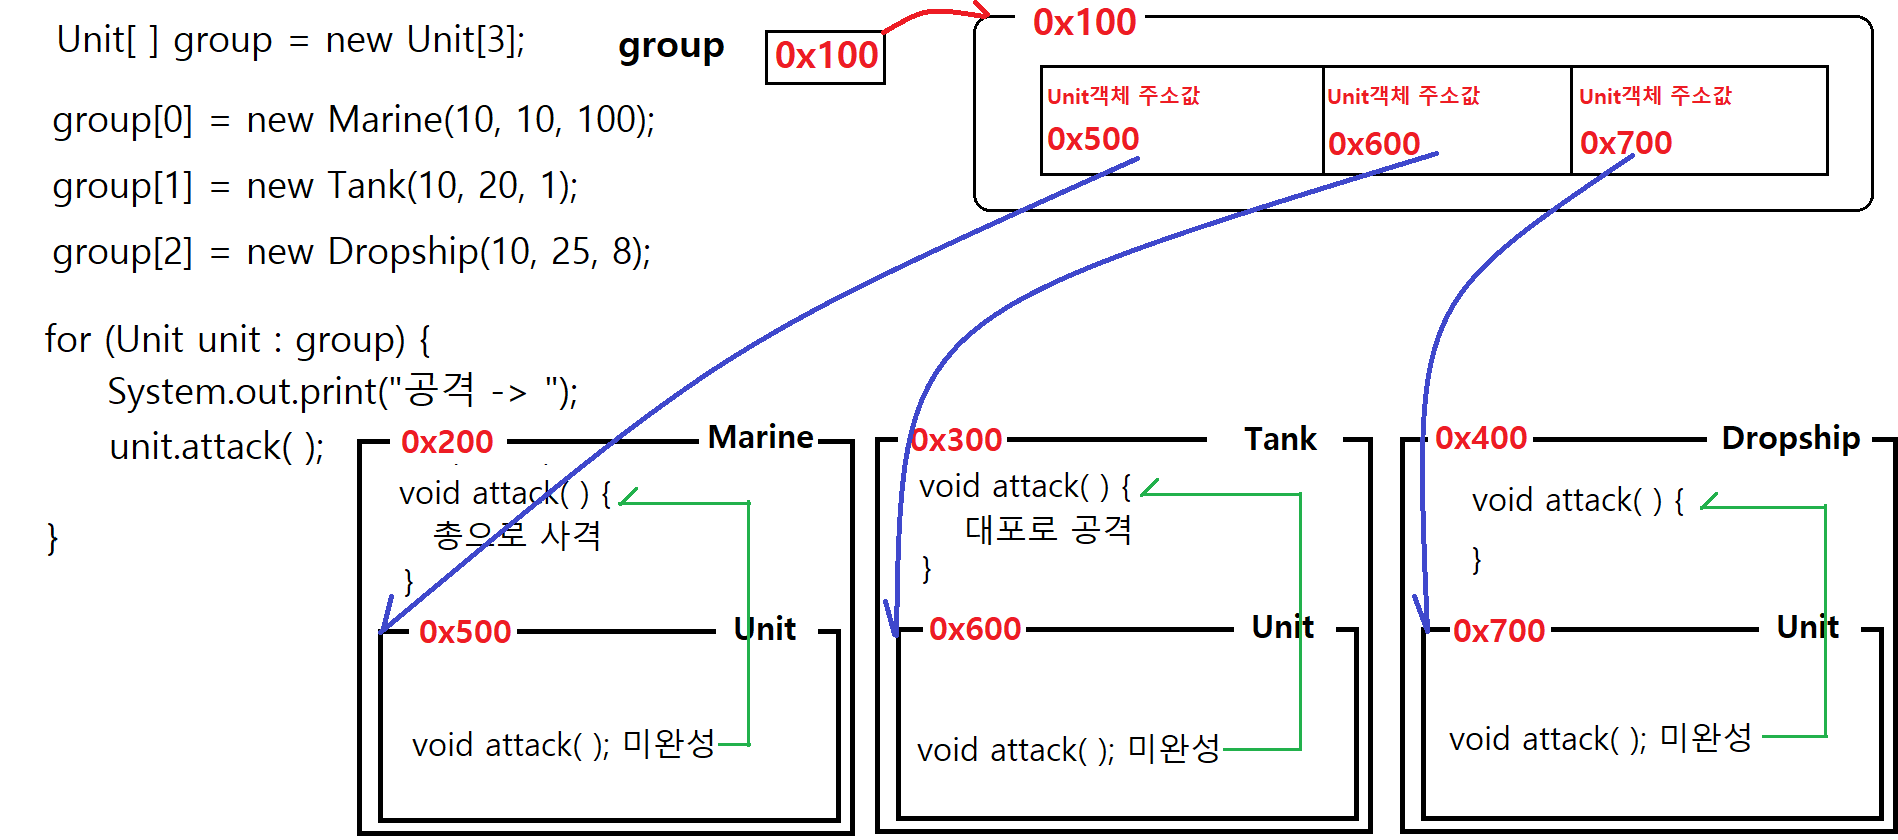 Unit[ ] group = new Unit[3];
group[0] = new Marine(10, 10, 100);
group[1] = new Tank(10, 20, 1);
group[2] = new Dropship(10, 25, 8);
for (Unit unit : group) {
System.out.print("공격 -> ");
unit.attack( );
}
group
0x100
0x100
Unit객체 주소값
0x500
Unit객체 주소값
0x600
Unit객체 주소값
0x700
0x200
Marine
void attack( ) {
총으로 사격
}
0x500
Unit
void attack( ); 미완성
0x300
Tank
void attack( ) {
대포로 공격
}
0x600
Unit
void attack( ); 미완성
0x400
Dropship
void attack( ) {
}
0x700
Unit
void attack( ); 미완성